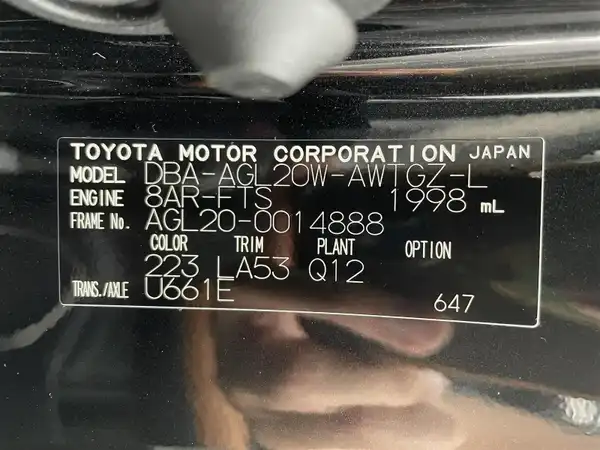 TOYOTA MOTOR CORPORATION JAPAN
MODEL DBA-AGL20W-AWTGZ-L
ENGINE 8AR-FTS 1998 mL
FRAME No. AGL20-0014888
COLOR TRIM PLANT OPTION
223 LA53 Q12
TRANS./AXLE U661E
647